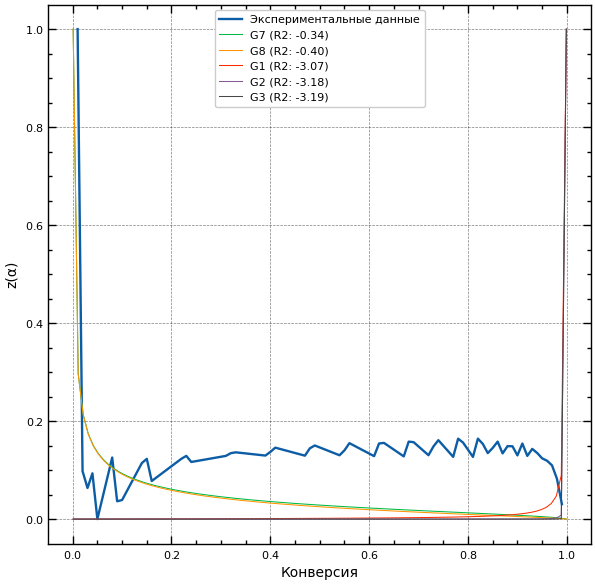 Экспериментальные данные
G7 (R2: -0.34)
G8 (R2: -0.40)
G1 (R2: -3.07)
G2 (R2: -3.18)
G3 (R2: -3.19)
1.0
0.8
0.6
0.4
0.2
0.0
z(α)
0.0 0.2 0.4 0.6 0.8 1.0
Конверсия